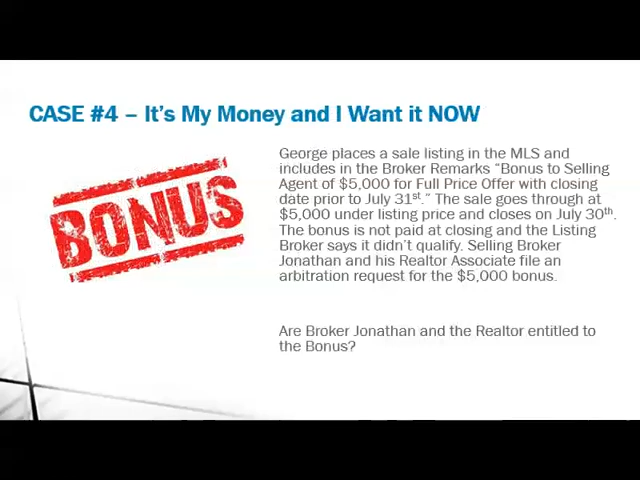 CASE #4 – It's My Money and I Want it NOW
BONUS
George places a sale listing in the MLS and
includes in the Broker Remarks “Bonus to Selling
Agent of $5,000 for Full Price Offer with closing
date prior to July 31st.” The sale goes through at
$5,000 under listing price and closes on July 30th.
The bonus is not paid at closing and the Listing
Broker says it didn't qualify. Selling Broker
Jonathan and his Realtor Associate file an
arbitration request for the $5,000 bonus.
Are Broker Jonathan and the Realtor entitled to
the Bonus?